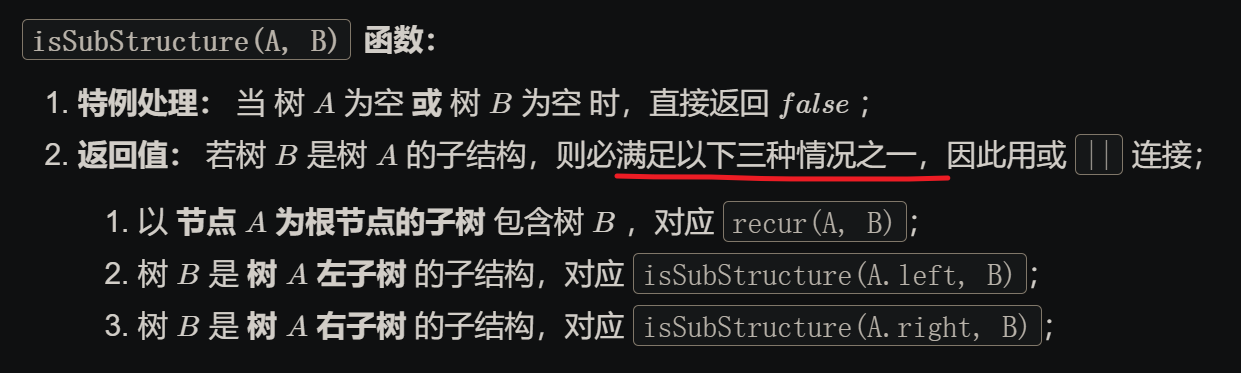 isSubStructure(A, B) 函数：
1. 特例处理： 当 树 A 为空 或 树 B 为空 时，直接返回 false ；
2. 返回值： 若树 B 是树 A 的子结构，则必满足以下三种情况之一，因此用或 || 连接；
1. 以 节点 A 为根节点的子树 包含树 B ，对应 recur(A, B)；
2. 树 B 是 树 A 左子树 的子结构，对应 isSubStructure(A.left, B)；
3. 树 B 是 树 A 右子树 的子结构，对应 isSubStructure(A.right, B)；